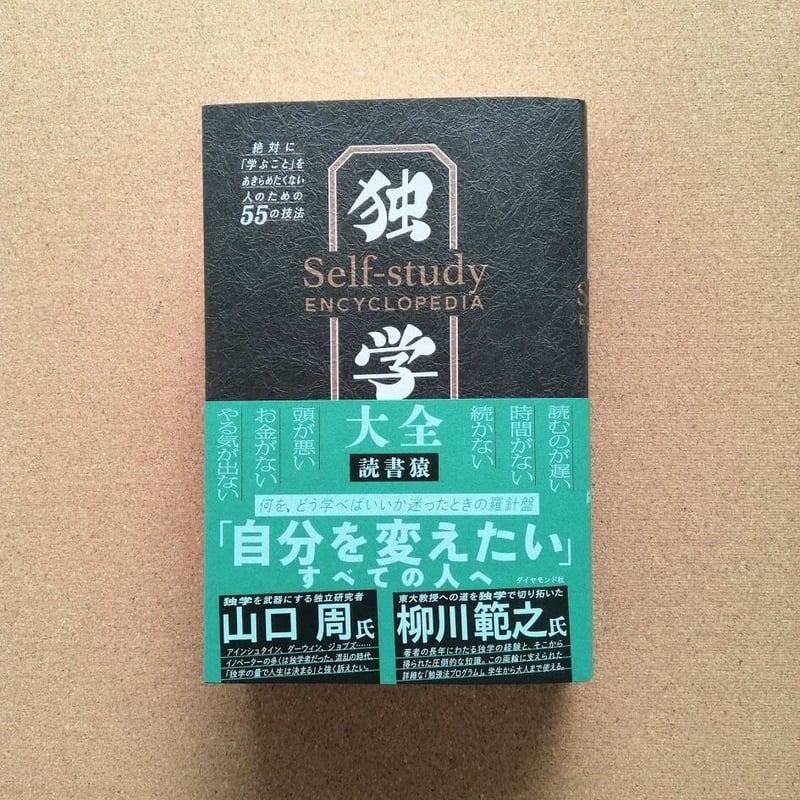 絶対に
「学ぶこと」を
あきらめたくない
人のための
55の技法
独
Self-study
ENCYCLOPEDIA
学
大全
読書猿
読むのが遅い
時間がない
続かない
頭が悪い
お金がない
やる気が出ない
何を、どう学べばいいか迷ったときの羅針盤
「自分を変えたい」
すべての人へ
ダイヤモンド社
独学を武器にする独立研究者
山口 周氏
アインシュタイン、ダーウィン、ジョブズ……
イノベーターの多くは独学者だった。混乱の時代、
「独学の量で人生は決まる」と強く訴えたい。
東大教授への道を独学で切り拓いた
柳川範之氏
著者の長年にわたる独学の経験と、そこから
得られた圧倒的な知識。この両輪に支えられた
詳細な「勉強法プログラム」。学生から大人まで使える。